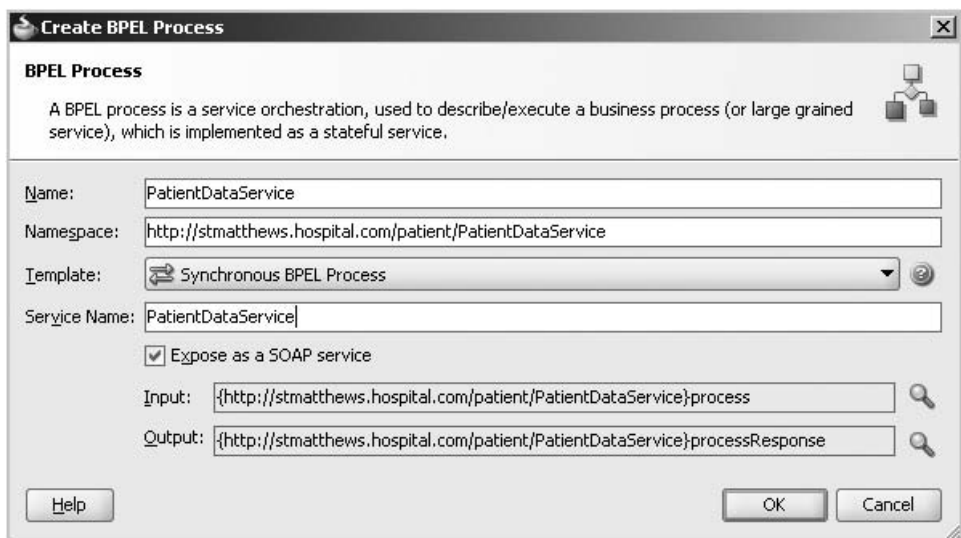 Create BPEL Process
BPEL Process
A BPEL process is a service orchestration, used to describe/execute a business process (or large grained
service), which is implemented as a stateful service.
Name: PatientDataService
Namespace: http://stmatthews.hospital.com/patient/PatientDataService
Template: Synchronous BPEL Process
Service Name: PatientDataService
Expose as a SOAP service
Input: {http://stmatthews.hospital.com/patient/PatientDataService}process
Output: {http://stmatthews.hospital.com/patient/PatientDataService}processResponse
Help OK Cancel